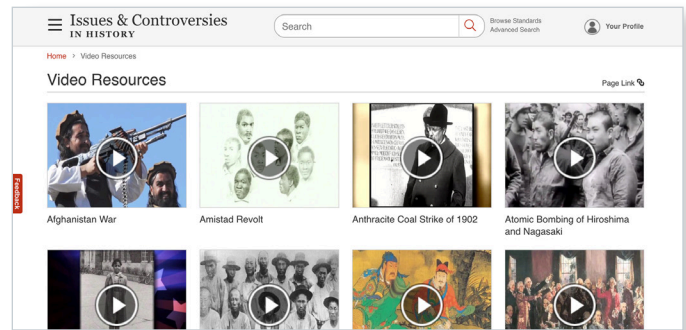 Issues & Controversies
IN HISTORY
Search
Browse Standards
Advanced Search
Your Profile
Home › Video Resources
Video Resources
Page Link
Feedback
Afghanistan War
Amistad Revolt
Anthracite Coal Strike of 1902
Atomic Bombing of Hiroshima
and Nagasaki